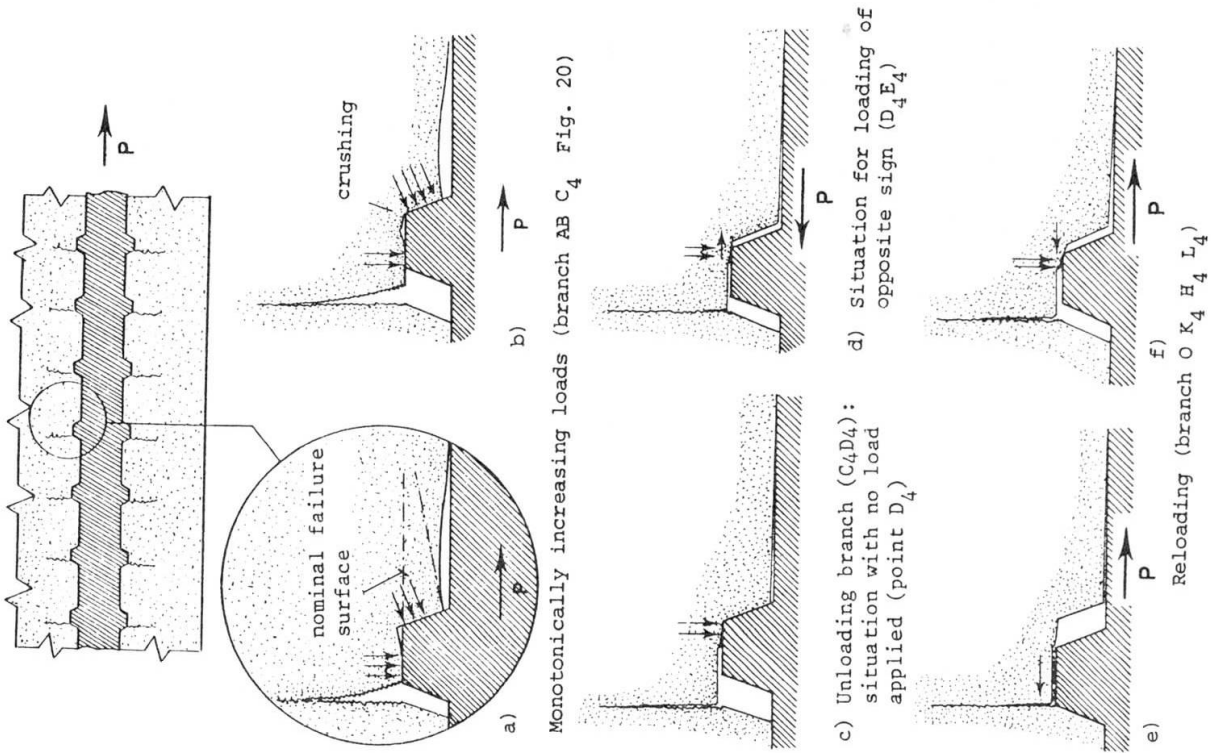 P
nominal failure
surface
P
a)
crushing
P
b)
Monotonically increasing loads (branch AB C4 Fig. 20)
c) Unloading branch (C4D4):
situation with no load
applied (point D4)
P
d) Situation for loading of
opposite sign (D4E4)
P
e)
P
f)
Reloading (branch O K4 H4 L4)